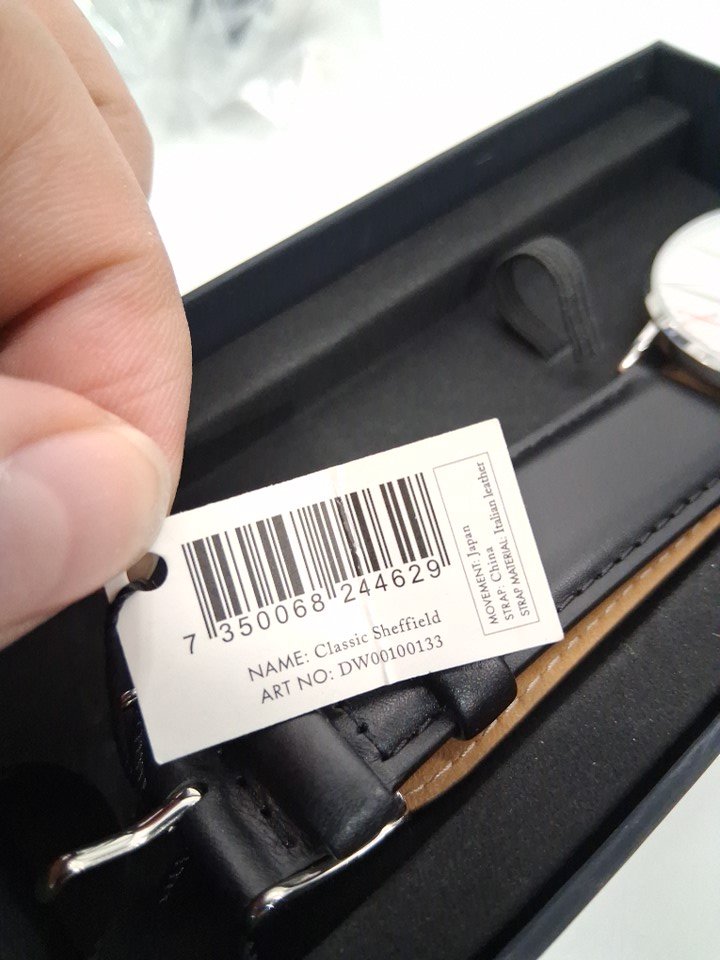 7 350068 244629
NAME: Classic Sheffield
ART NO: DW00100133
MOVEMENT: Japan
STRAP: China
STRAP MATERIAL: Italian leather